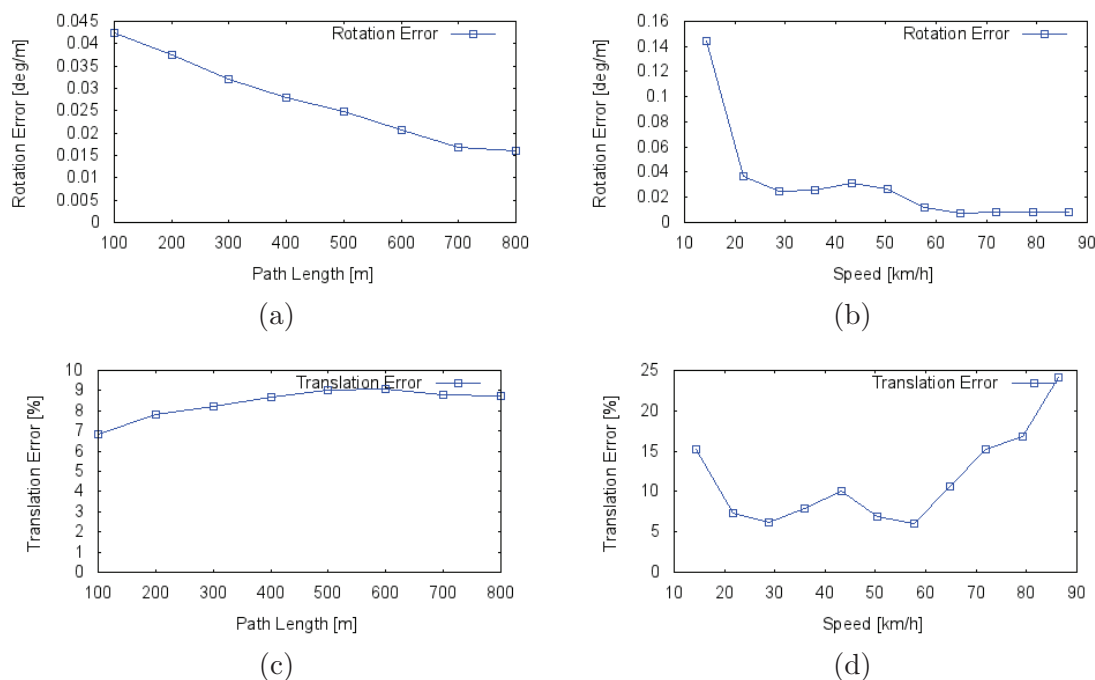 0.045
0.04
0.035
0.03
0.025
0.02
0.015
0.01
0.005
0
Rotation Error [deg/m]
Rotation Error
100 200 300 400 500 600 700 800
Path Length [m]
(a)
0.16
0.14
0.12
0.1
0.08
0.06
0.04
0.02
0
Rotation Error [deg/m]
Rotation Error
10 20 30 40 50 60 70 80 90
Speed [km/h]
(b)
10
9
8
7
6
5
4
3
2
1
0
Translation Error [%]
Translation Error
100 200 300 400 500 600 700 800
Path Length [m]
(c)
25
20
15
10
5
0
Translation Error [%]
Translation Error
10 20 30 40 50 60 70 80 90
Speed [km/h]
(d)